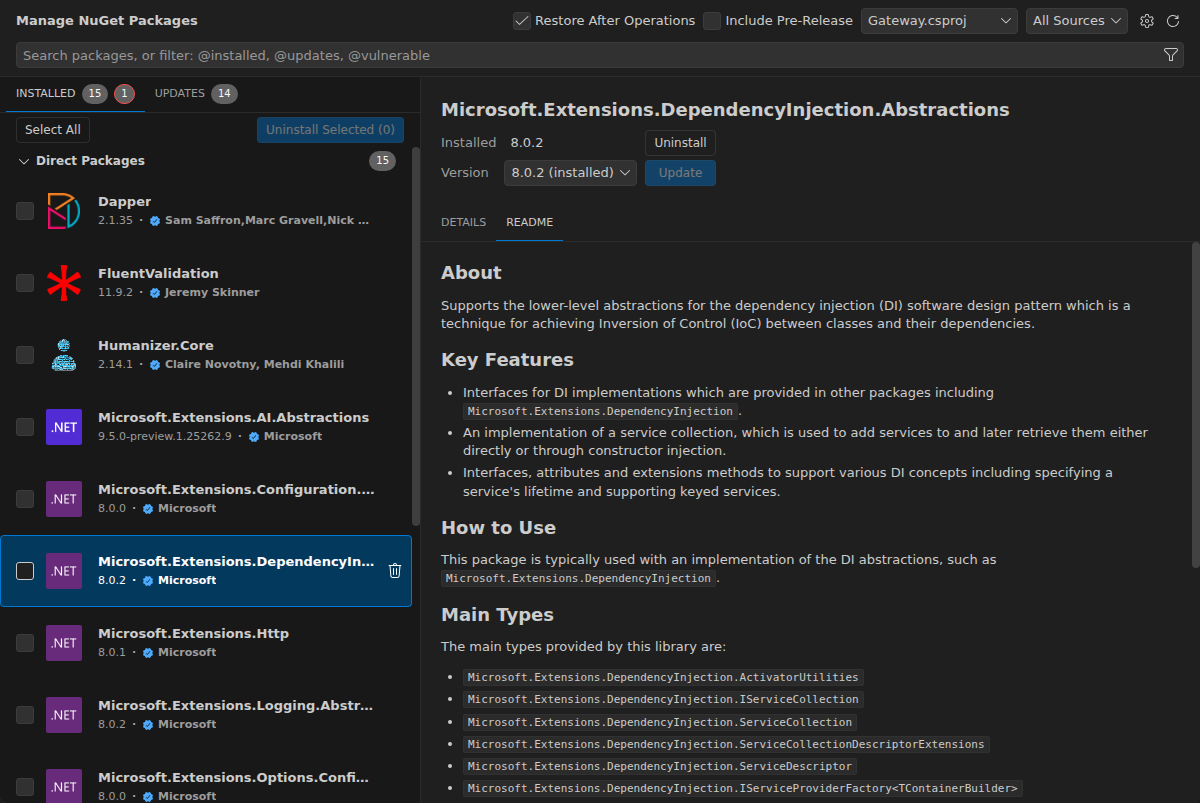 Manage NuGet Packages
Restore After Operations
Include Pre-Release
Gateway.csproj
All Sources
Search packages, or filter: @installed, @updates, @vulnerable
INSTALLED 15 1 UPDATES 14
Select All
Uninstall Selected (0)
Direct Packages 15
Dapper
2.1.35 · Sam Saffron,Marc Gravell,Nick ...
FluentValidation
11.9.2 · Jeremy Skinner
Humanizer.Core
2.14.1 · Claire Novotny, Mehdi Khalili
.NET
Microsoft.Extensions.AI.Abstractions
9.5.0-preview.1.25262.9 · Microsoft
.NET
Microsoft.Extensions.Configuration....
8.0.0 · Microsoft
.NET
Microsoft.Extensions.DependencyIn...
8.0.2 · Microsoft
.NET
Microsoft.Extensions.Http
8.0.1 · Microsoft
.NET
Microsoft.Extensions.Logging.Abstr...
8.0.2 · Microsoft
.NET
Microsoft.Extensions.Options.Confi...
8.0.0 · Microsoft
Microsoft.Extensions.DependencyInjection.Abstractions
Installed 8.0.2 Uninstall
Version 8.0.2 (installed) Update
DETAILS README
About
Supports the lower-level abstractions for the dependency injection (DI) software design pattern which is a
technique for achieving Inversion of Control (IoC) between classes and their dependencies.
Key Features
• Interfaces for DI implementations which are provided in other packages including
Microsoft.Extensions.DependencyInjection.
• An implementation of a service collection, which is used to add services to and later retrieve them either
directly or through constructor injection.
• Interfaces, attributes and extensions methods to support various DI concepts including specifying a
service's lifetime and supporting keyed services.
How to Use
This package is typically used with an implementation of the DI abstractions, such as
Microsoft.Extensions.DependencyInjection.
Main Types
The main types provided by this library are:
• Microsoft.Extensions.DependencyInjection.ActivatorUtilities
• Microsoft.Extensions.DependencyInjection.IServiceCollection
• Microsoft.Extensions.DependencyInjection.ServiceCollection
• Microsoft.Extensions.DependencyInjection.ServiceCollectionDescriptorExtensions
• Microsoft.Extensions.DependencyInjection.ServiceDescriptor
• Microsoft.Extensions.DependencyInjection.IServiceProviderFactory<TContainerBuilder>